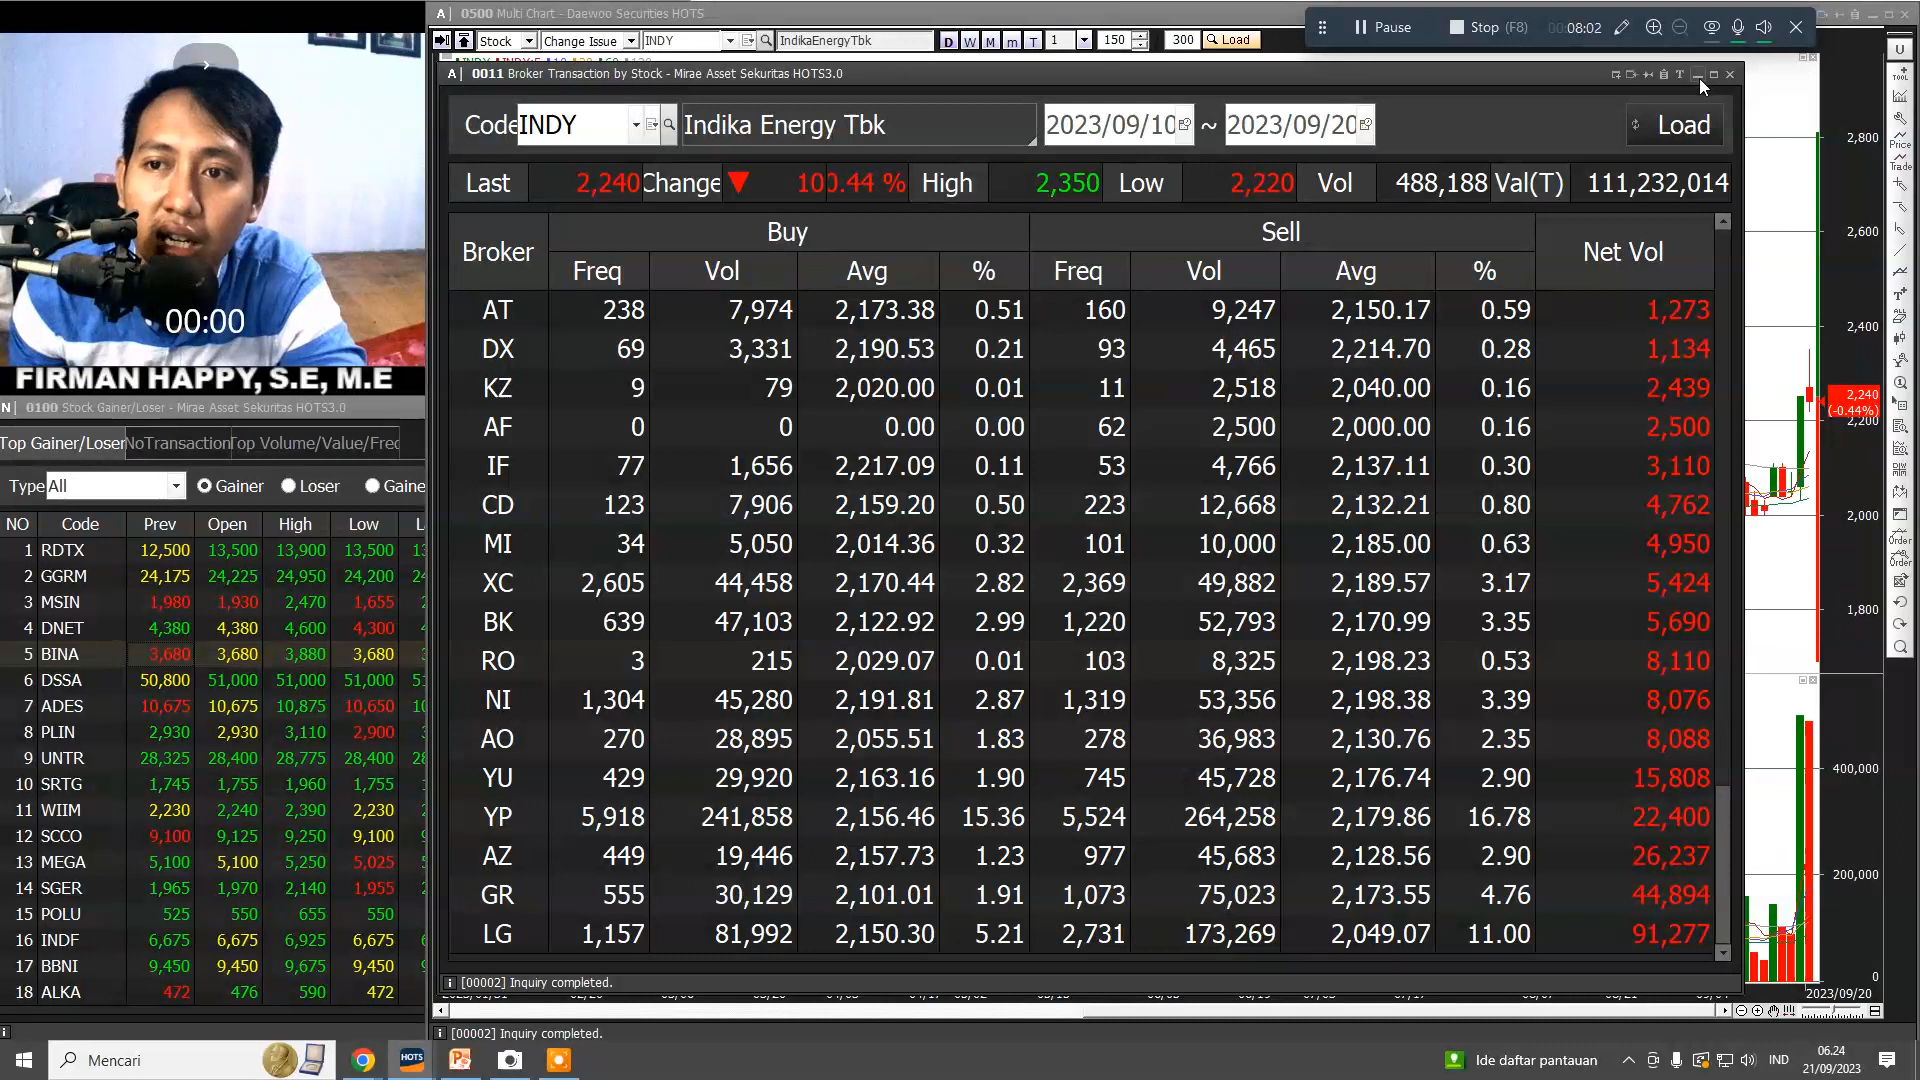 0500 Multi Chart - Daewoo Securities HOTS
Pause
Stop (F8)
00:08:02
Stock Change Issue INDY IndikaEnergyTbk D W M m T 1 150 300 Load
0011 Broker Transaction by Stock - Mirae Asset Sekuritas HOTS3.0
Code INDY Indika Energy Tbk 2023/09/10 ~ 2023/09/20 Load
Last 2,240 Change ▼ 10 0.44 % High 2,350 Low 2,220 Vol 488,188 Val(T) 111,232,014
Broker Buy Sell Net Vol
Freq Vol Avg % Freq Vol Avg %
AT 238 7,974 2,173.38 0.51 160 9,247 2,150.17 0.59 1,273
DX 69 3,331 2,190.53 0.21 93 4,465 2,214.70 0.28 1,134
KZ 9 79 2,020.00 0.01 11 2,518 2,040.00 0.16 2,439
AF 0 0 0.00 0.00 62 2,500 2,000.00 0.16 2,500
IF 77 1,656 2,217.09 0.11 53 4,766 2,137.11 0.30 3,110
CD 123 7,906 2,159.20 0.50 223 12,668 2,132.21 0.80 4,762
MI 34 5,050 2,014.36 0.32 101 10,000 2,185.00 0.63 4,950
XC 2,605 44,458 2,170.44 2.82 2,369 49,882 2,189.57 3.17 5,424
BK 639 47,103 2,122.92 2.99 1,220 52,793 2,170.99 3.35 5,690
RO 3 215 2,029.07 0.01 103 8,325 2,198.23 0.53 8,110
NI 1,304 45,280 2,191.81 2.87 1,319 53,356 2,198.38 3.39 8,076
AO 270 28,895 2,055.51 1.83 278 36,983 2,130.76 2.35 8,088
YU 429 29,920 2,163.16 1.90 745 45,728 2,176.74 2.90 15,808
YP 5,918 241,858 2,156.46 15.36 5,524 264,258 2,179.86 16.78 22,400
AZ 449 19,446 2,157.73 1.23 977 45,683 2,128.56 2.90 26,237
GR 555 30,129 2,101.01 1.91 1,073 75,023 2,173.55 4.76 44,894
LG 1,157 81,992 2,150.30 5.21 2,731 173,269 2,049.07 11.00 91,277
[00002] Inquiry completed.
[00002] Inquiry completed.
00:00
FIRMAN HAPPY, S.E, M.E
0100 Stock Gainer/Loser - Mirae Asset Sekuritas HOTS3.0
Top Gainer/Loser NoTransaction Top Volume/Value/Freq
Type All Gainer Loser Gaine
NO Code Prev Open High Low
1 RDTX 12,500 13,500 13,900 13,500
2 GGRM 24,175 24,225 24,950 24,200
3 MSIN 1,980 1,930 2,470 1,655
4 DNET 4,380 4,380 4,600 4,300
5 BINA 3,680 3,680 3,880 3,680
6 DSSA 50,800 51,000 51,000 51,000
7 ADES 10,675 10,675 10,875 10,650
8 PLIN 2,930 2,930 3,110 2,900
9 UNTR 28,325 28,400 28,775 28,400
10 SRTG 1,745 1,755 1,960 1,755
11 WIIM 2,230 2,240 2,390 2,230
12 SCCO 9,100 9,125 9,250 9,100
13 MEGA 5,100 5,100 5,250 5,025
14 SGER 1,965 1,970 2,140 1,955
15 POLU 525 550 655 550
16 INDF 6,675 6,675 6,925 6,675
17 BBNI 9,450 9,450 9,675 9,450
18 ALKA 472 476 590 472
2,800
2,600
2,400
2,240
(-0.44%)
2,200
2,000
1,800
400,000
200,000
0
2023/09/20
U
TOOL
Price
Trade
Order
Order
Mencari
HOTS
Ide daftar pantauan
IND
06.24
21/09/2023